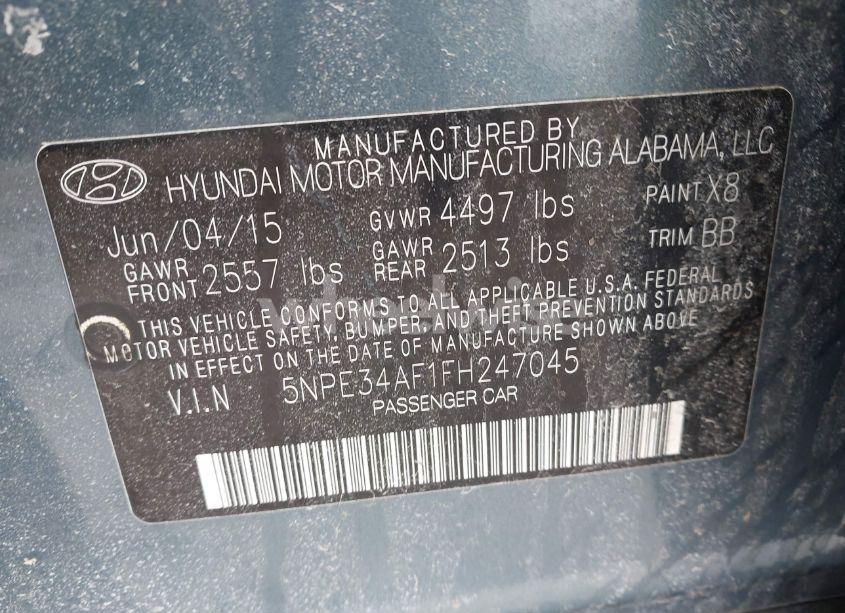 MANUFACTURED BY
HYUNDAI MOTOR MANUFACTURING ALABAMA, LLC
Jun/04/15 GVWR 4497 lbs PAINT X8
GAWR FRONT 2557 lbs GAWR REAR 2513 lbs TRIM BB
THIS VEHICLE CONFORMS TO ALL APPLICABLE U.S.A. FEDERAL
MOTOR VEHICLE SAFETY, BUMPER, AND THEFT PREVENTION STANDARDS
IN EFFECT ON THE DATE OF MANUFACTURE SHOWN ABOVE
V.I.N 5NPE34AF1FH247045
PASSENGER CAR